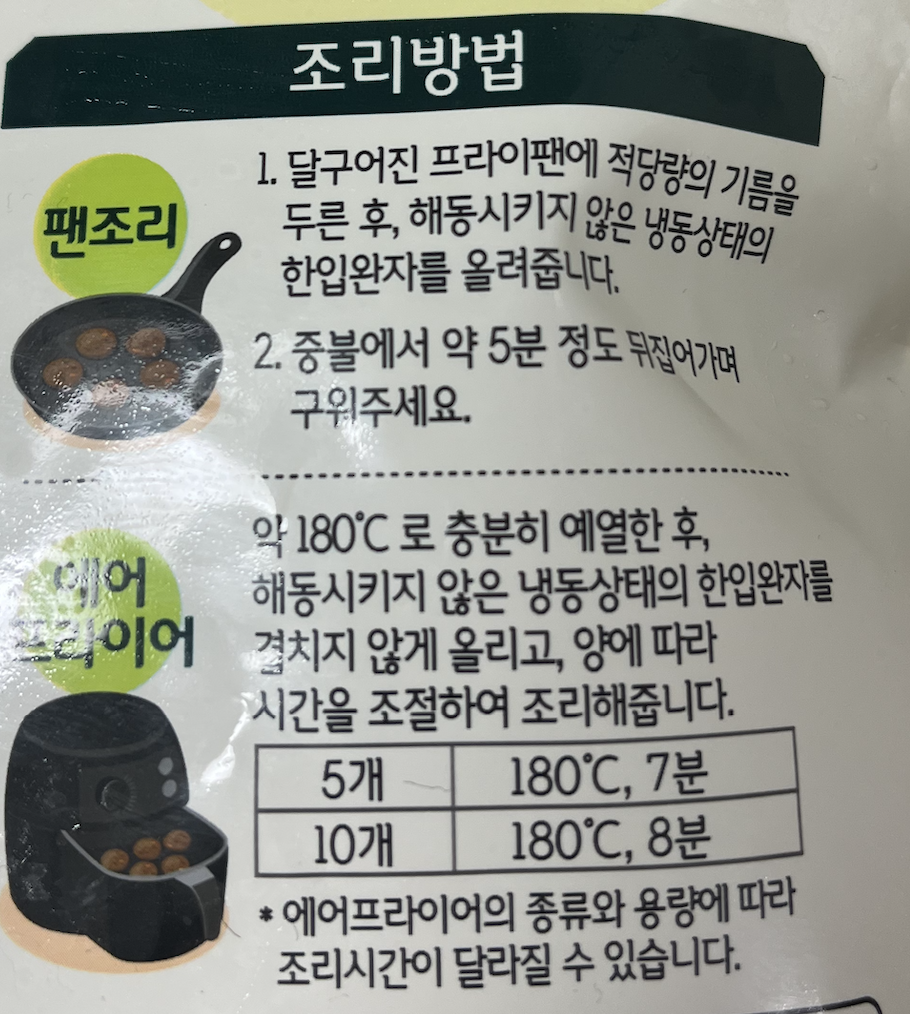 조리방법
팬조리
1. 달구어진 프라이팬에 적당량의 기름을
두른 후, 해동시키지 않은 냉동상태의
한입완자를 올려줍니다.
2. 중불에서 약 5분 정도 뒤집어가며
구워주세요.
에어
프라이어
약 180℃ 로 충분히 예열한 후,
해동시키지 않은 냉동상태의 한입완자를
겹치지 않게 올리고, 양에 따라
시간을 조절하여 조리해줍니다.
5개 180℃, 7분
10개 180℃, 8분
* 에어프라이어의 종류와 용량에 따라
조리시간이 달라질 수 있습니다.